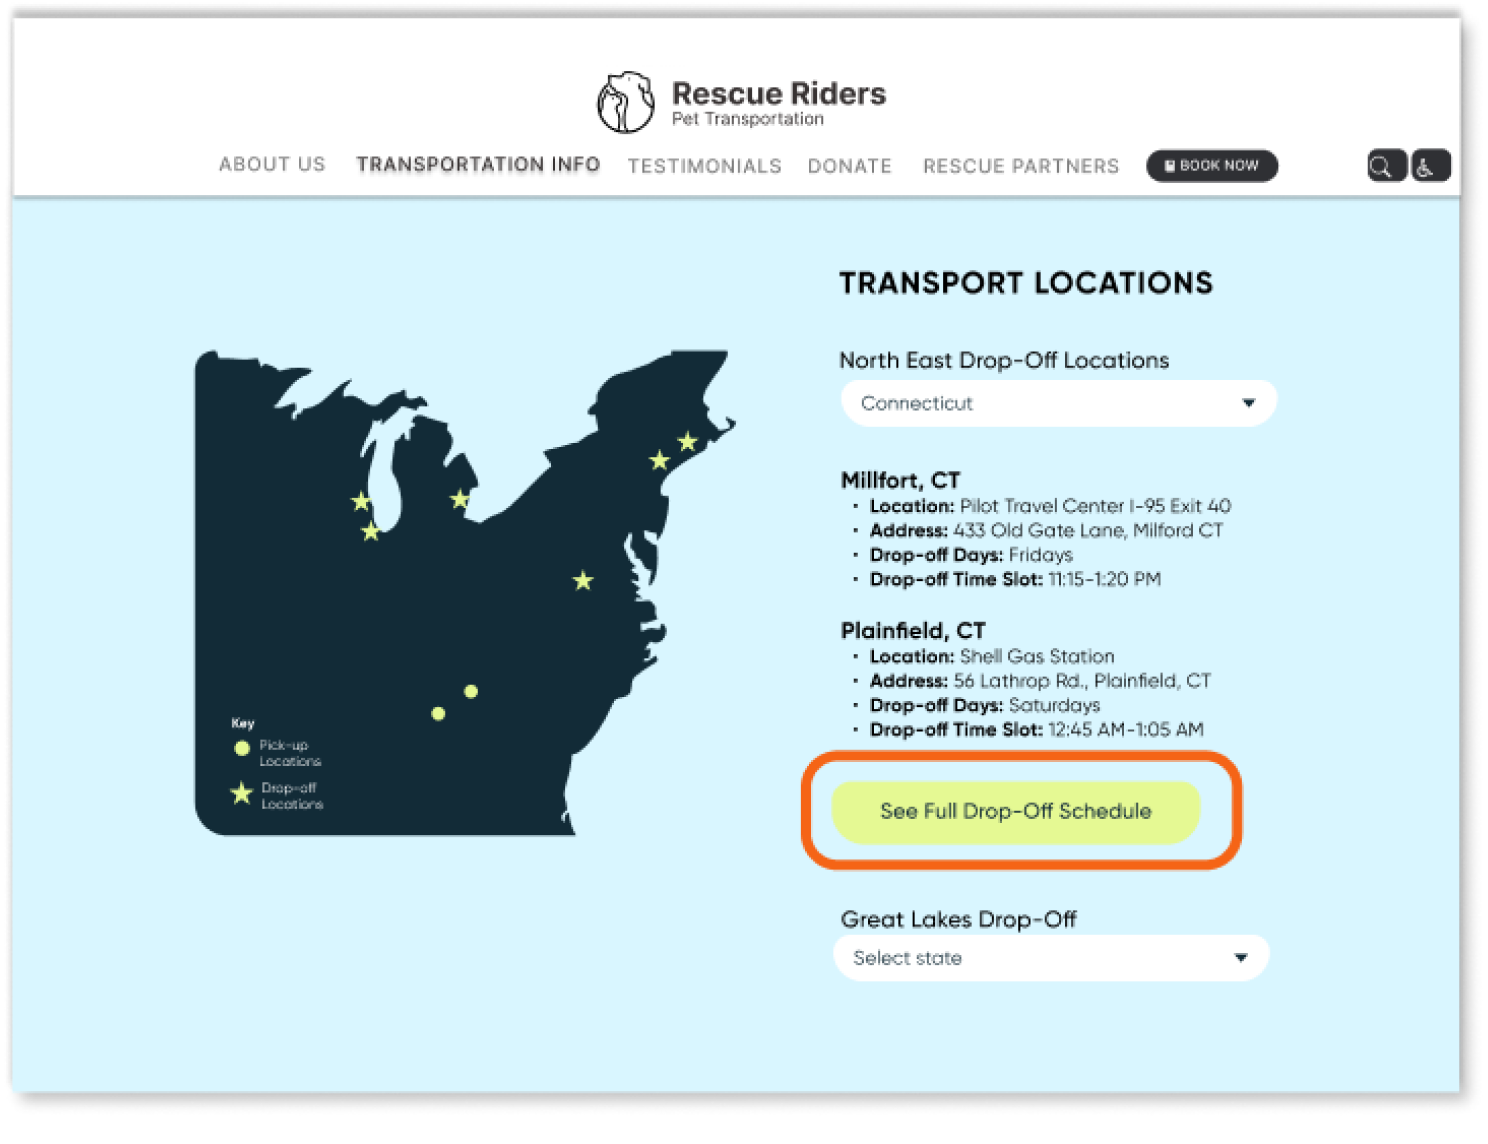 Rescue Riders
Pet Transportation
ABOUT US
TRANSPORTATION INFO
TESTIMONIALS
DONATE
RESCUE PARTNERS
BOOK NOW
Key
Pick-up
Locations
Drop-off
Locations
TRANSPORT LOCATIONS
North East Drop-Off Locations
Connecticut
Millfort, CT
• Location: Pilot Travel Center I-95 Exit 40
• Address: 433 Old Gate Lane, Milford CT
• Drop-off Days: Fridays
• Drop-off Time Slot: 11:15-1:20 PM
Plainfield, CT
• Location: Shell Gas Station
• Address: 56 Lathrop Rd., Plainfield, CT
• Drop-off Days: Saturdays
• Drop-off Time Slot: 12:45 AM-1:05 AM
See Full Drop-Off Schedule
Great Lakes Drop-Off
Select state